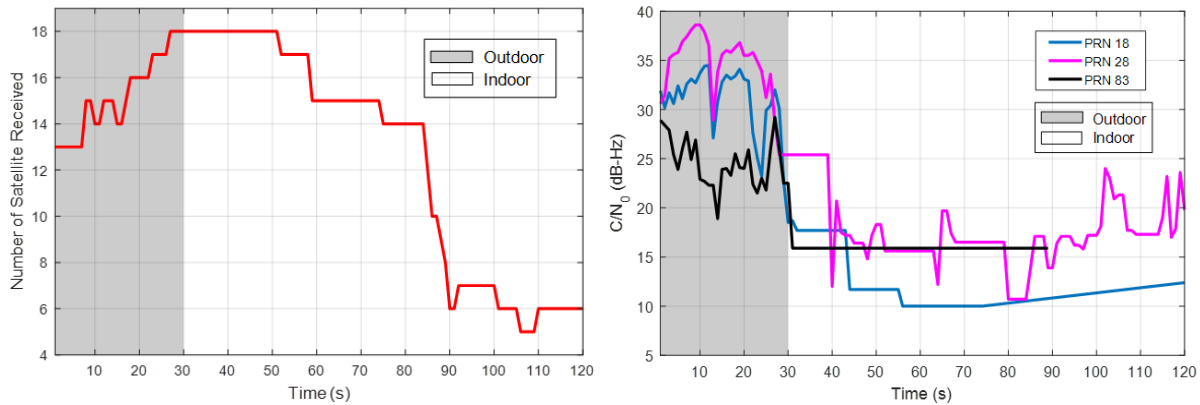 18
16
14
12
10
8
6
4
Number of Satellite Received
Outdoor
Indoor
10 20 30 40 50 60 70 80 90 100 110 120
Time (s)
40
35
30
25
20
15
10
5
C/N0 (dB-Hz)
PRN 18
PRN 28
PRN 83
Outdoor
Indoor
10 20 30 40 50 60 70 80 90 100 110 120
Time (s)